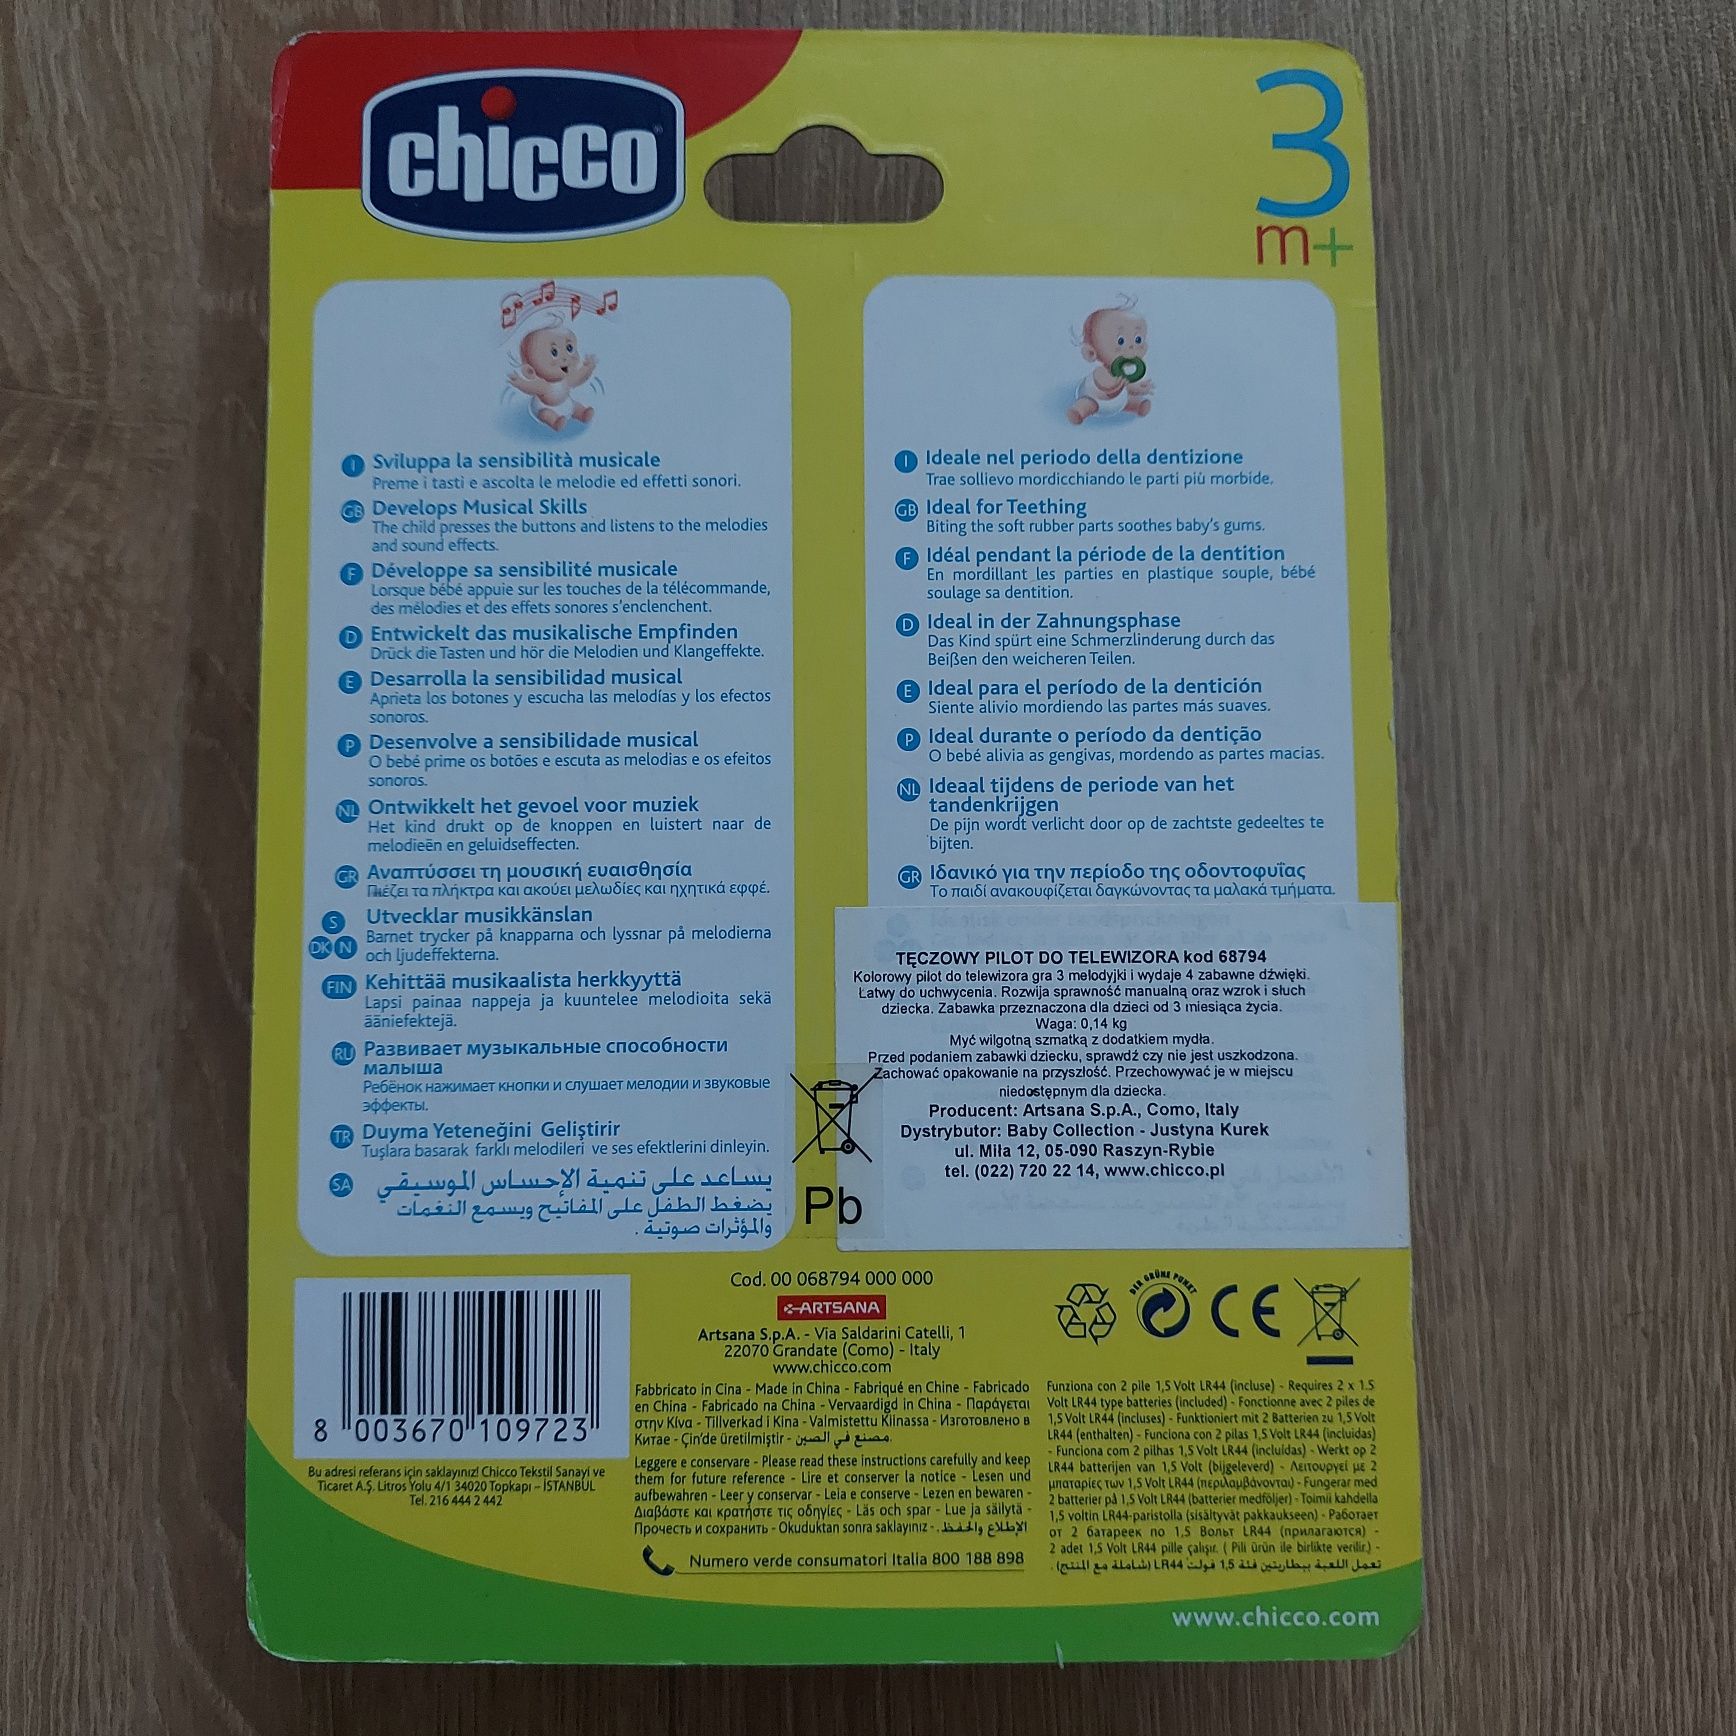 chicco
3
m+
I Sviluppa la sensibilità musicale
Preme i tasti e ascolta le melodie ed effetti sonori.
GB Develops Musical Skills
The child presses the buttons and listens to the melodies
and sound effects.
F Développe sa sensibilité musicale
Lorsque bébé appuie sur les touches de la télécommande,
des mélodies et des effets sonores s'enclenchent.
D Entwickelt das musikalische Empfinden
Drück die Tasten und hör die Melodien und Klangeffekte.
E Desarrolla la sensibilidad musical
Aprieta los botones y escucha las melodías y los efectos
sonoros.
P Desenvolve a sensibilidade musical
O bebé prime os botões e escuta as melodias e os efeitos
sonoros.
NL Ontwikkelt het gevoel voor muziek
Het kind drukt op de knoppen en luistert naar de
melodieën en geluidseffecten.
GR Αναπτύσσει τη μουσική ευαισθησία
Πιέζει τα πλήκτρα και ακούει μελωδίες και ηχητικά εφφέ.
S DK N Utvecklar musikkänslan
Barnet trycker på knapparna och lyssnar på melodierna
och ljudeffekterna.
FIN Kehittää musikaalista herkkyyttä
Lapsi painaa nappeja ja kuuntelee melodioita sekä
ääniefektejä.
RU Развивает музыкальные способности
малыша
Ребёнок нажимает кнопки и слушает мелодии и звуковые
эффекты.
TR Duyma Yeteneğini Geliştirir
Tuşlara basarak farklı melodileri ve ses efektlerini dinleyin.
SA يساعد على تنمية الإحساس الموسيقي
يضغط الطفل على المفاتيح ويسمع النغمات
والمؤثرات صوتية .
I Ideale nel periodo della dentizione
Trae sollievo mordicchiando le parti più morbide.
GB Ideal for Teething
Biting the soft rubber parts soothes baby's gums.
F Idéal pendant la période de la dentition
En mordillant les parties en plastique souple, bébé
soulage sa dentition.
D Ideal in der Zahnungsphase
Das Kind spürt eine Schmerzlinderung durch das
Beißen den weicheren Teilen.
E Ideal para el período de la dentición
Siente alivio mordiendo las partes más suaves.
P Ideal durante o período da dentição
O bebé alivia as gengivas, mordendo as partes macias.
NL Ideaal tijdens de periode van het
tandenkrijgen
De pijn wordt verlicht door op de zachtste gedeeltes te
bijten.
GR Ιδανικό για την περίοδο της οδοντοφυΐας
Το παιδί ανακουφίζεται δαγκώνοντας τα μαλακά τμήματα.
TĘCZOWY PILOT DO TELEWIZORA kod 68794
Kolorowy pilot do telewizora gra 3 melodyjki i wydaje 4 zabawne dźwięki.
Łatwy do uchwycenia. Rozwija sprawność manualną oraz wzrok i słuch
dziecka. Zabawka przeznaczona dla dzieci od 3 miesiąca życia.
Waga: 0,14 kg
Myć wilgotną szmatką z dodatkiem mydła.
Przed podaniem zabawki dziecku, sprawdź czy nie jest uszkodzona.
Zachować opakowanie na przyszłość. Przechowywać je w miejscu
niedostępnym dla dziecka.
Producent: Artsana S.p.A., Como, Italy
Dystrybutor: Baby Collection - Justyna Kurek
ul. Miła 12, 05-090 Raszyn-Rybie
tel. (022) 720 22 14, www.chicco.pl
Pb
8 003670 109723
Bu adresi referans için saklayınız! Chicco Tekstil Sanayi ve
Ticaret A.Ş. Litros Yolu 4/1 34020 Topkapı – İSTANBUL
Tel. 216 444 2 442
Cod. 00 068794 000 000
ARTSANA
Artsana S.p.A. - Via Saldarini Catelli, 1
22070 Grandate (Como) - Italy
www.chicco.com
Fabbricato in Cina - Made in China - Fabriqué en Chine - Fabricado
en China - Fabricado na China - Vervaardigd in China - Παράγεται
στην Κίνα - Tillverkad i Kina - Valmistettu Kiinassa - Изготовлено в
Китае - Çin'de üretilmiştir - مصنع في الصين.
Leggere e conservare - Please read these instructions carefully and keep
them for future reference - Lire et conserver la notice - Lesen und
aufbewahren - Leer y conservar - Leia e conserve - Lezen en bewaren -
Διαβάστε και κρατήστε τις οδηγίες - Läs och spar - Lue ja säilytä -
Прочесть и сохранить - Okuduktan sonra saklayınız - الإطلاع والحفظ.
Numero verde consumatori Italia 800 188 898
DER GRÜNE PUNKT
CE
Funziona con 2 pile 1,5 Volt LR44 (incluse) - Requires 2 x 1.5
Volt LR44 type batteries (included) - Fonctionne avec 2 piles de
1,5 Volt LR44 (incluses) - Funktioniert mit 2 Batterien zu 1,5 Volt
LR44 (enthalten) - Funciona con 2 pilas 1,5 Volt LR44 (incluidas)
- Funciona com 2 pilhas 1,5 Volt LR44 (incluídas) - Werkt op 2
LR44 batterijen van 1,5 Volt (bijgeleverd) - Λειτουργεί με 2
μπαταρίες των 1,5 Volt LR44 (περιλαμβάνονται) - Fungerar med
2 batterier på 1,5 Volt LR44 (batterier medföljer) - Toimii kahdella
1,5 voltin LR44-paristolla (sisältyvät pakkaukseen) - Работает
от 2 батареек по 1,5 Вольт LR44 (прилагаются) -
2 adet 1,5 Volt LR44 pille çalışır. ( Pili ürün ile birlikte verilir.) -
تعمل اللعبة ببطاريتين فئة 1,5 فولت LR44 (شاملة مع المنتج) .
www.chicco.com